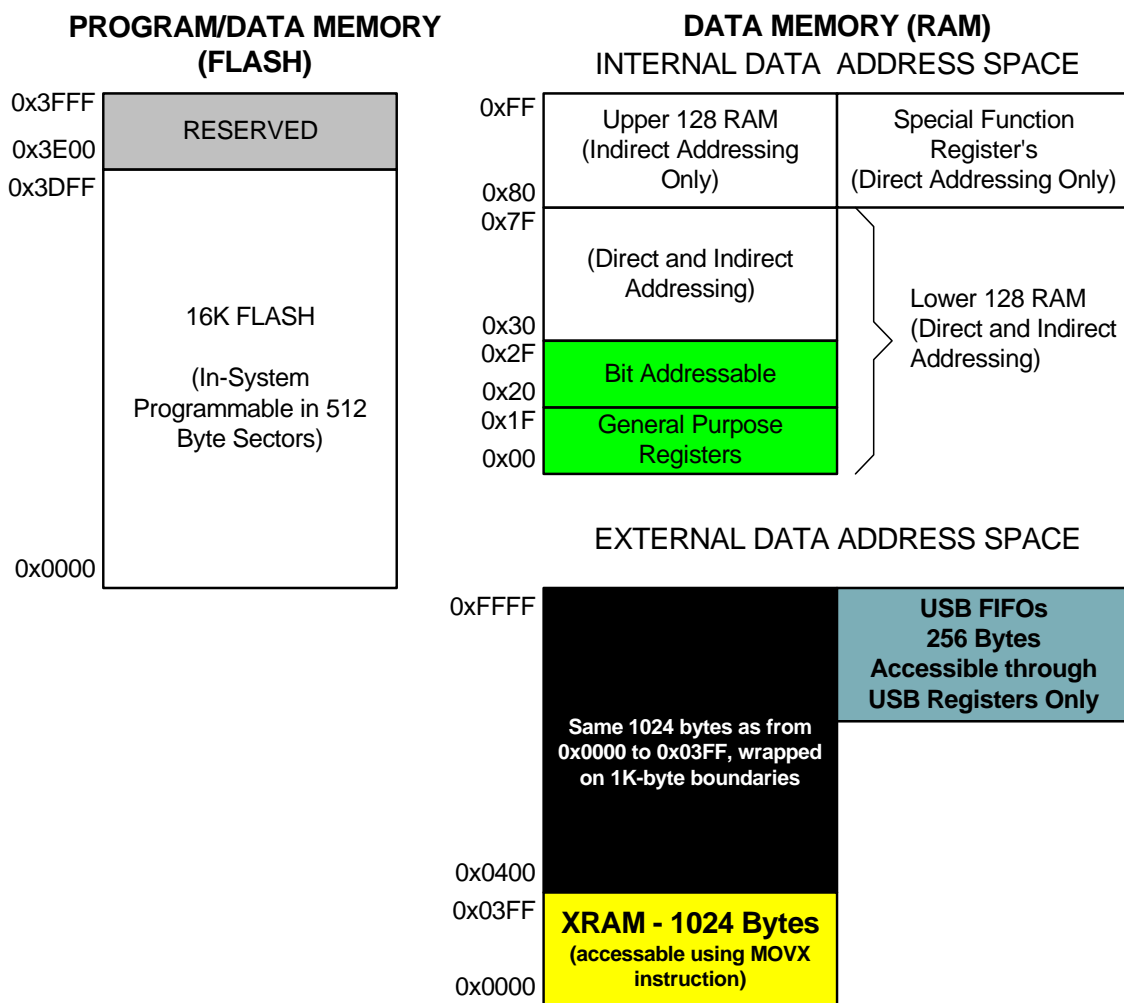 PROGRAM/DATA MEMORY
(FLASH)
0x3FFF
RESERVED
0x3E00
0x3DFF
16K FLASH
(In-System
Programmable in 512
Byte Sectors)
0x0000
DATA MEMORY (RAM)
INTERNAL DATA ADDRESS SPACE
0xFF
Upper 128 RAM
(Indirect Addressing
Only)
0x80
Special Function
Register's
(Direct Addressing Only)
0x7F
(Direct and Indirect
Addressing)
0x30
Lower 128 RAM
(Direct and Indirect
Addressing)
0x2F
Bit Addressable
0x20
0x1F
General Purpose
Registers
0x00
EXTERNAL DATA ADDRESS SPACE
0xFFFF
Same 1024 bytes as from
0x0000 to 0x03FF, wrapped
on 1K-byte boundaries
0x0400
USB FIFOs
256 Bytes
Accessible through
USB Registers Only
0x03FF
XRAM - 1024 Bytes
(accessable using MOVX
instruction)
0x0000